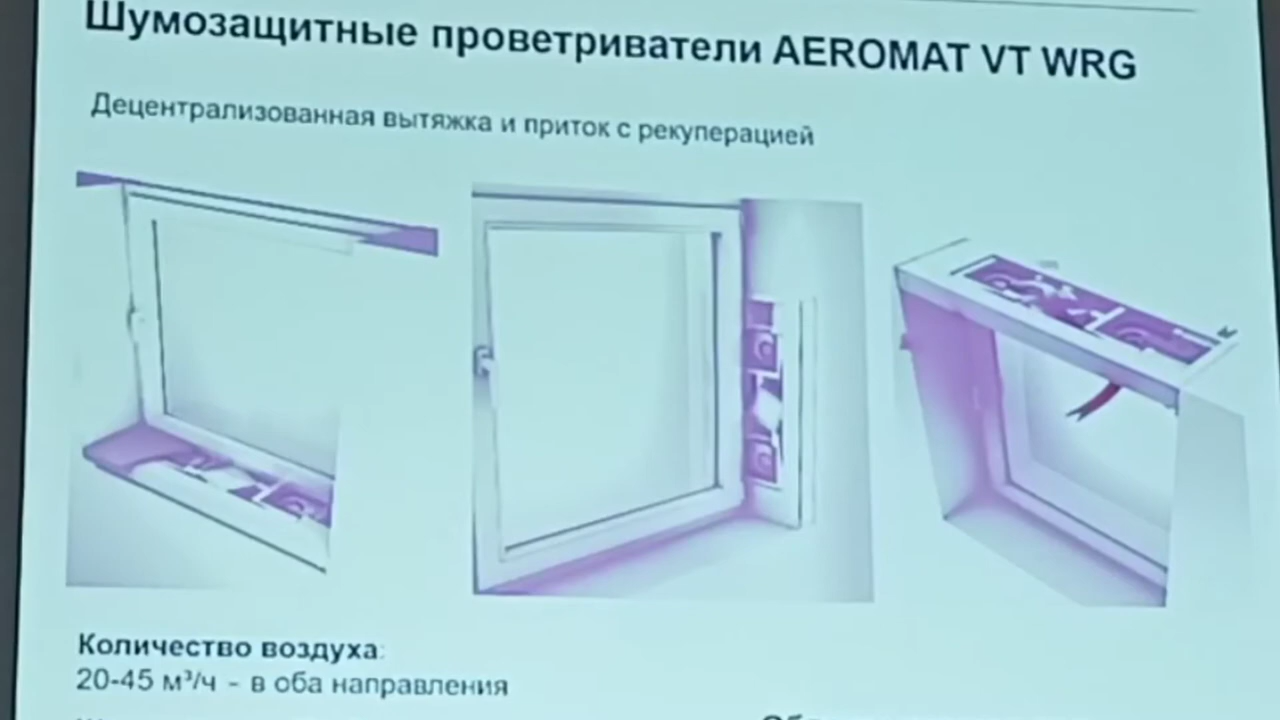 Шумозащитные проветриватели AEROMAT VT WRG
Децентрализованная вытяжка и приток с рекуперацией
Количество воздуха:
20-45 м³/ч - в оба направления